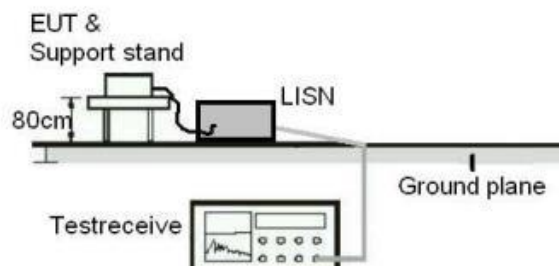 EUT &
Support stand
LISN
80cm
Ground plane
Testreceive